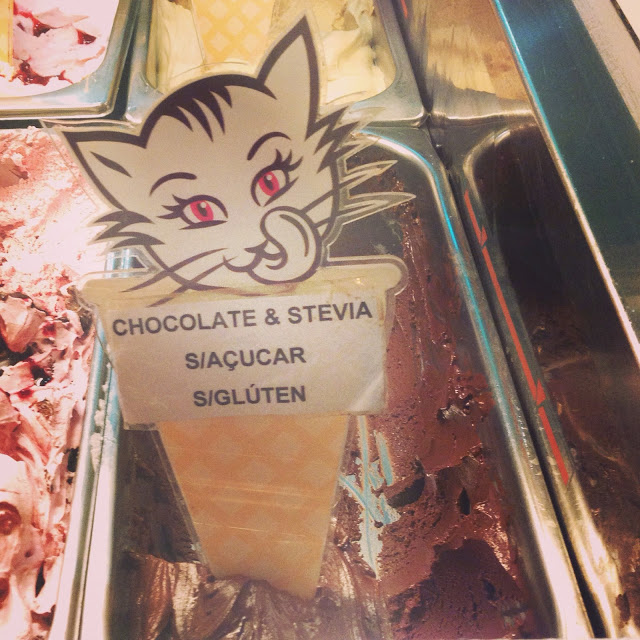 CHOCOLATE & STEVIA
S/AÇUCAR
S/GLÚTEN